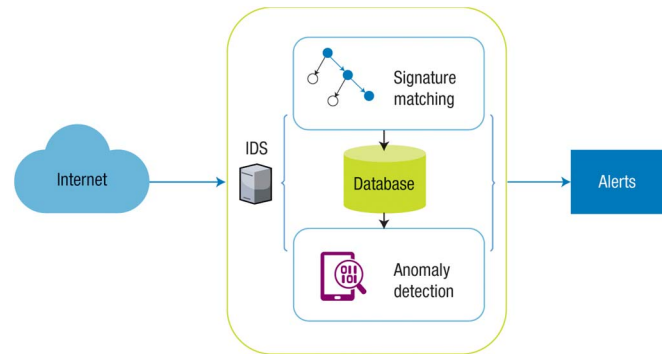 Internet
IDS
Signature
matching
Database
Anomaly
detection
Alerts